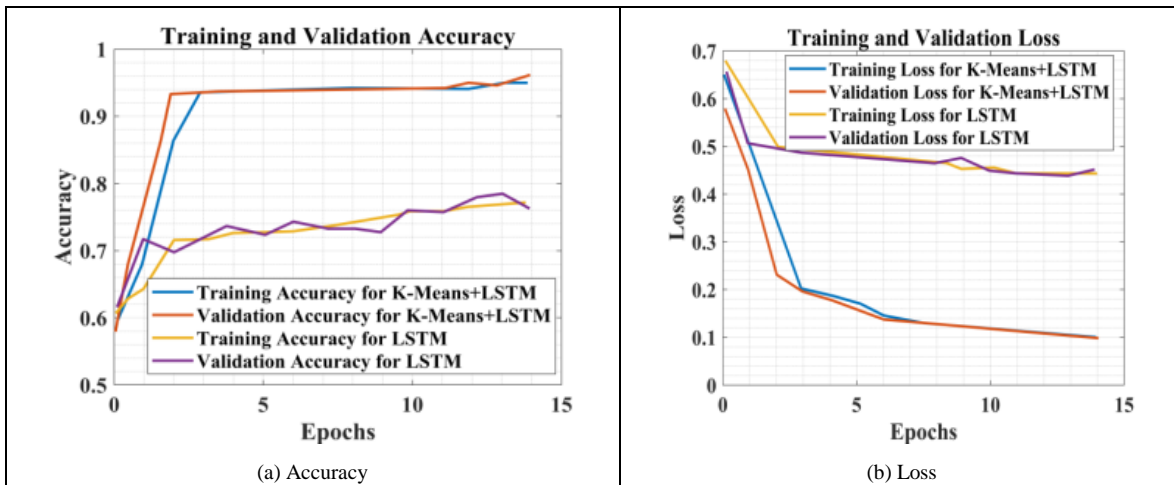 Training and Validation Accuracy
1
0.9
0.8
0.7
0.6
0.5
Accuracy
Training Accuracy for K-Means+LSTM
Validation Accuracy for K-Means+LSTM
Training Accuracy for LSTM
Validation Accuracy for LSTM
0
5
10
15
Epochs
(a) Accuracy
Training and Validation Loss
0.7
0.6
0.5
0.4
0.3
0.2
0.1
0
Loss
Training Loss for K-Means+LSTM
Validation Loss for K-Means+LSTM
Training Loss for LSTM
Validation Loss for LSTM
0
5
10
15
Epochs
(b) Loss